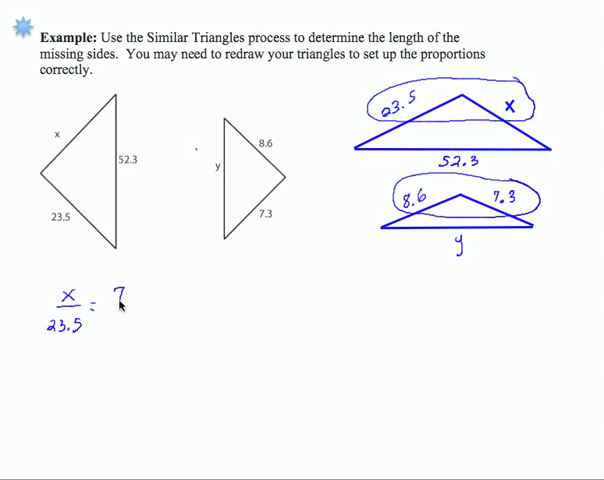 Example: Use the Similar Triangles process to determine the length of the
missing sides. You may need to redraw your triangles to set up the proportions
correctly.
x
52.3
23.5
8.6
y
7.3
23.5
x
52.3
8.6
7.3
y
x
23.5
=
7